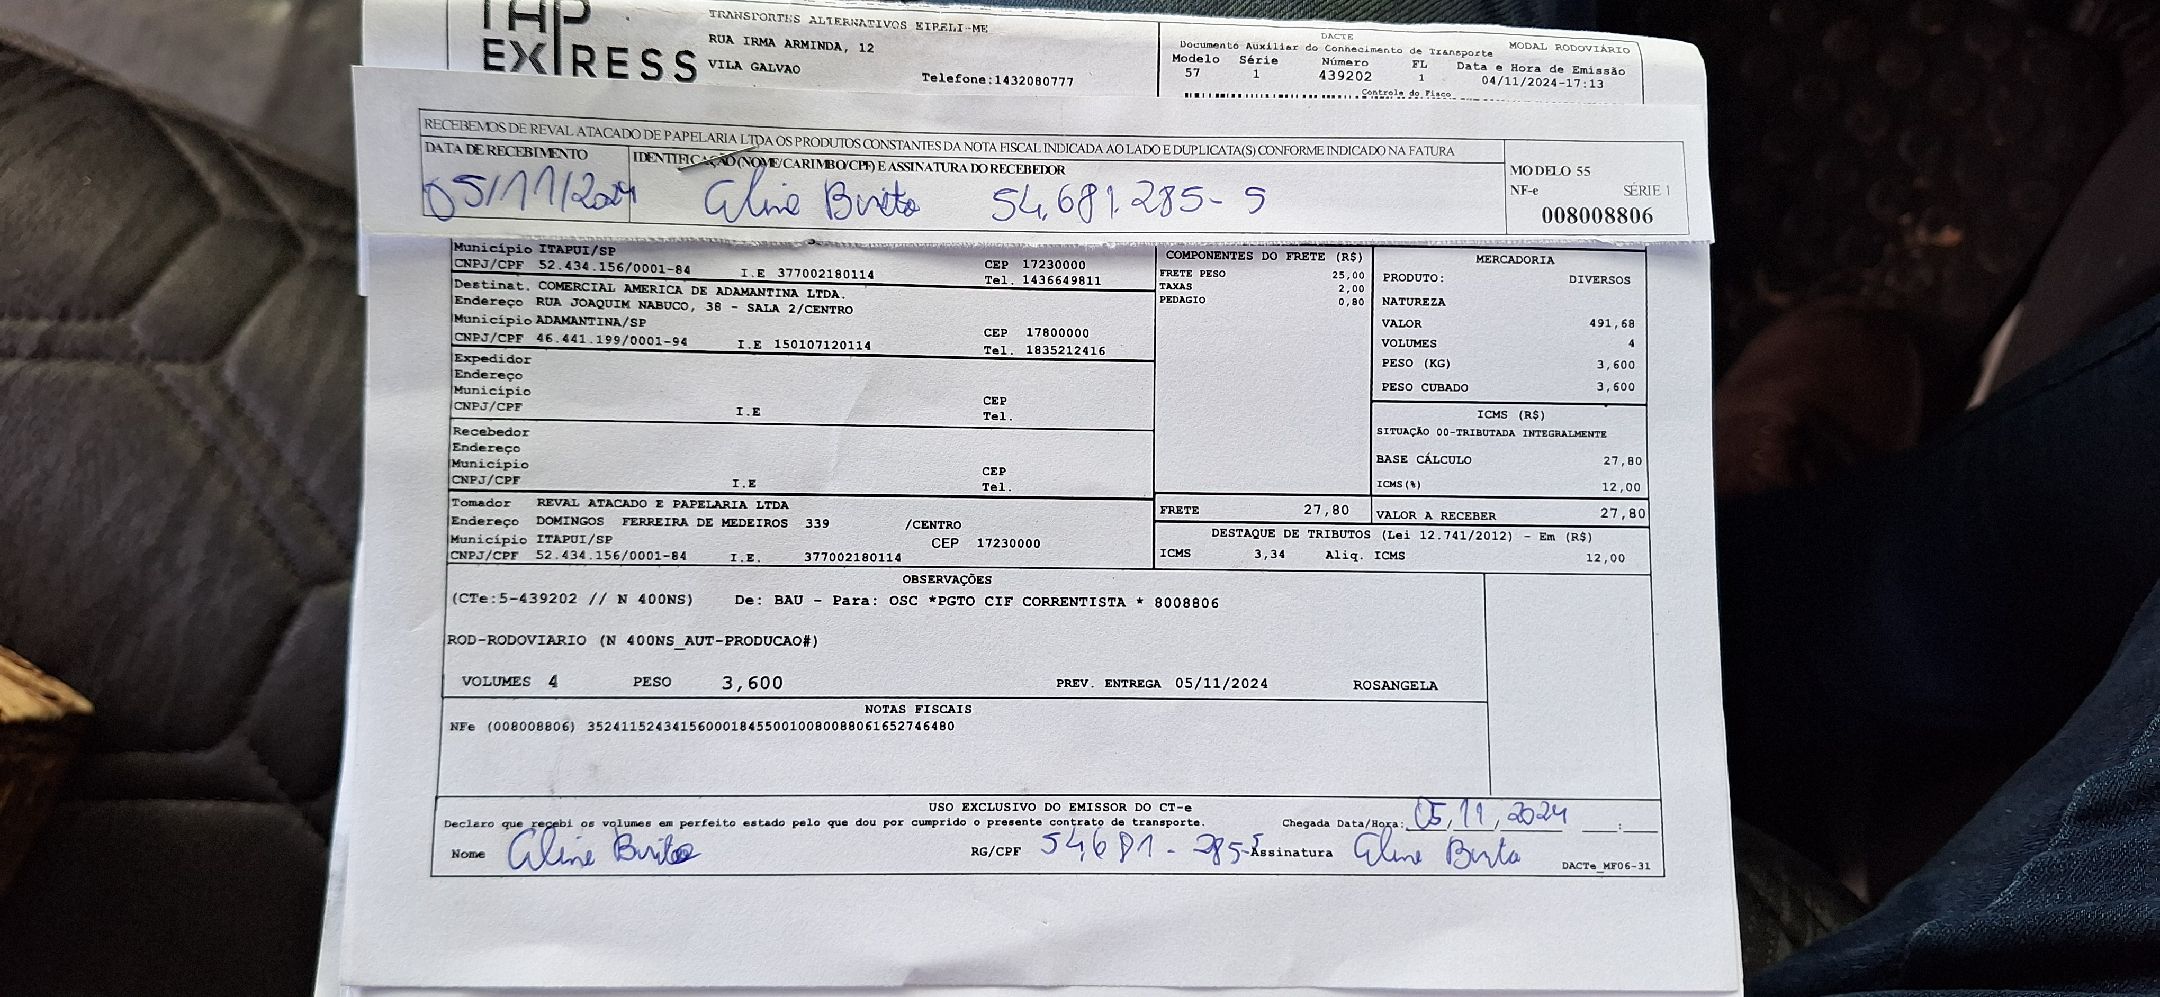 TRANSPORTES ALTERNATIVOS EIRELI-ME
EXPRESS
RUA IRMA ARMINDA, 12
VILA GALVAO
Telefone:1432080777
DACTE
Documento Auxiliar do Conhecimento de Transporte MODAL RODOVIÁRIO
Modelo Série Número FL Data e Hora de Emissão
57 1 439202 1 04/11/2024-17:13
Controle do Fisco
RECEBEMOS DE REVAL ATACADO DE PAPELARIA LTDA OS PRODUTOS CONSTANTES DA NOTA FISCAL INDICADA AO LADO E DUPLICATA(S) CONFORME INDICADO NA FATURA
DATA DE RECEBIMENTO
05/11/2024
IDENTIFICAÇÃO (NOME/CARIMBO/CPF) E ASSINATURA DO RECEBEDOR
Aline Brito 54.681.285-5
MODELO 55
NF-e SÉRIE 1
008008806
Município ITAPUI/SP
CNPJ/CPF 52.434.156/0001-84 I.E 377002180114 CEP 17230000
Tel. 1436649811
Destinat. COMERCIAL AMERICA DE ADAMANTINA LTDA.
Endereço RUA JOAQUIM NABUCO, 38 - SALA 2/CENTRO
Município ADAMANTINA/SP CEP 17800000
CNPJ/CPF 46.441.199/0001-94 I.E 150107120114 Tel. 1835212416
Expedidor
Endereço
Município CEP
CNPJ/CPF I.E Tel.
Recebedor
Endereço
Município CEP
CNPJ/CPF I.E Tel.
Tomador REVAL ATACADO E PAPELARIA LTDA
Endereço DOMINGOS FERREIRA DE MEDEIROS 339 /CENTRO
Município ITAPUI/SP CEP 17230000
CNPJ/CPF 52.434.156/0001-84 I.E. 377002180114
COMPONENTES DO FRETE (R$)
FRETE PESO 25,00
TAXAS 2,00
PEDAGIO 0,80
FRETE 27,80
MERCADORIA
PRODUTO: DIVERSOS
NATUREZA
VALOR 491,68
VOLUMES 4
PESO (KG) 3,600
PESO CUBADO 3,600
ICMS (R$)
SITUAÇÃO 00-TRIBUTADA INTEGRALMENTE
BASE CÁLCULO 27,80
ICMS(%) 12,00
VALOR A RECEBER 27,80
DESTAQUE DE TRIBUTOS (Lei 12.741/2012) - Em (R$)
ICMS 3,34 Aliq. ICMS 12,00
OBSERVAÇÕES
(CTe:5-439202 // N 400NS) De: BAU - Para: OSC *PGTO CIF CORRENTISTA * 8008806
ROD-RODOVIARIO (N 400NS_AUT-PRODUCAO#)
VOLUMES 4 PESO 3,600 PREV. ENTREGA 05/11/2024 ROSANGELA
NOTAS FISCAIS
NFe (008008806) 35241152434156000184550010080088061652746480
USO EXCLUSIVO DO EMISSOR DO CT-e
Declaro que recebi os volumes em perfeito estado pelo que dou por cumprido o presente contrato de transporte. Chegada Data/Hora: 05/11/2024 __:__
Nome Aline Brito RG/CPF 54.681-285-5 Assinatura Aline Brito
DACTe_MF06-31